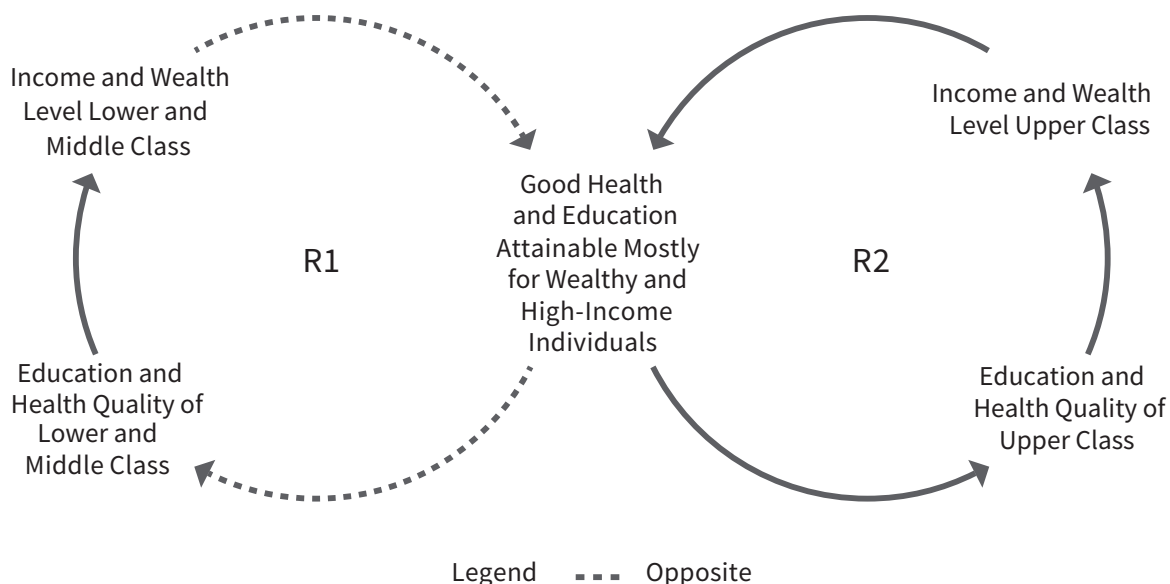 Income and Wealth
Level Lower and
Middle Class
Education and
Health Quality of
Lower and
Middle Class
R1
Good Health
and Education
Attainable Mostly
for Wealthy and
High-Income
Individuals
R2
Income and Wealth
Level Upper Class
Education and
Health Quality of
Upper Class
Legend Opposite